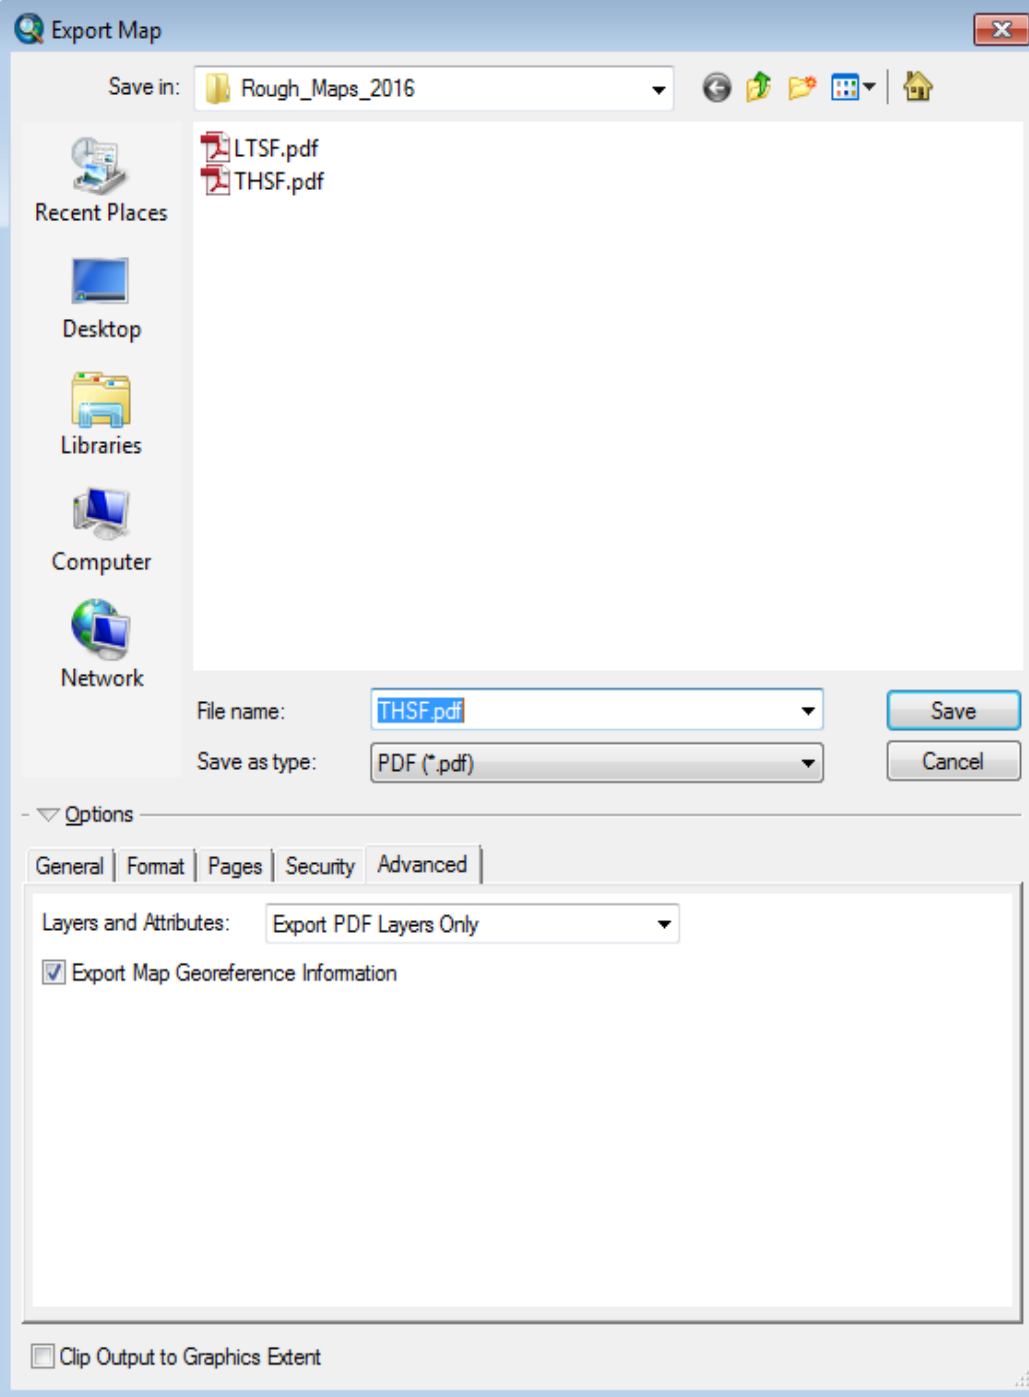 Export Map
Save in: Rough_Maps_2016
LTSF.pdf
THSF.pdf
Recent Places
Desktop
Libraries
Computer
Network
File name: THSF.pdf Save
Save as type: PDF (*.pdf) Cancel
Options
General Format Pages Security Advanced
Layers and Attributes: Export PDF Layers Only
Export Map Georeference Information
Clip Output to Graphics Extent